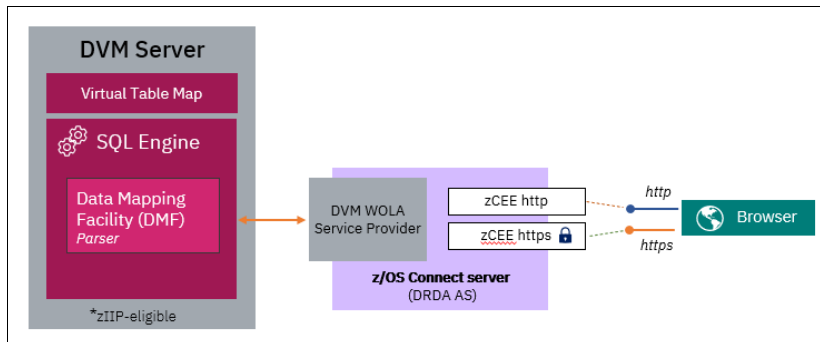 DVM Server
Virtual Table Map
SQL Engine
Data Mapping
Facility (DMF)
Parser
*zIIP-eligible
DVM WOLA
Service Provider
zCEE http
zCEE https
z/OS Connect server
(DRDA AS)
http
https
Browser